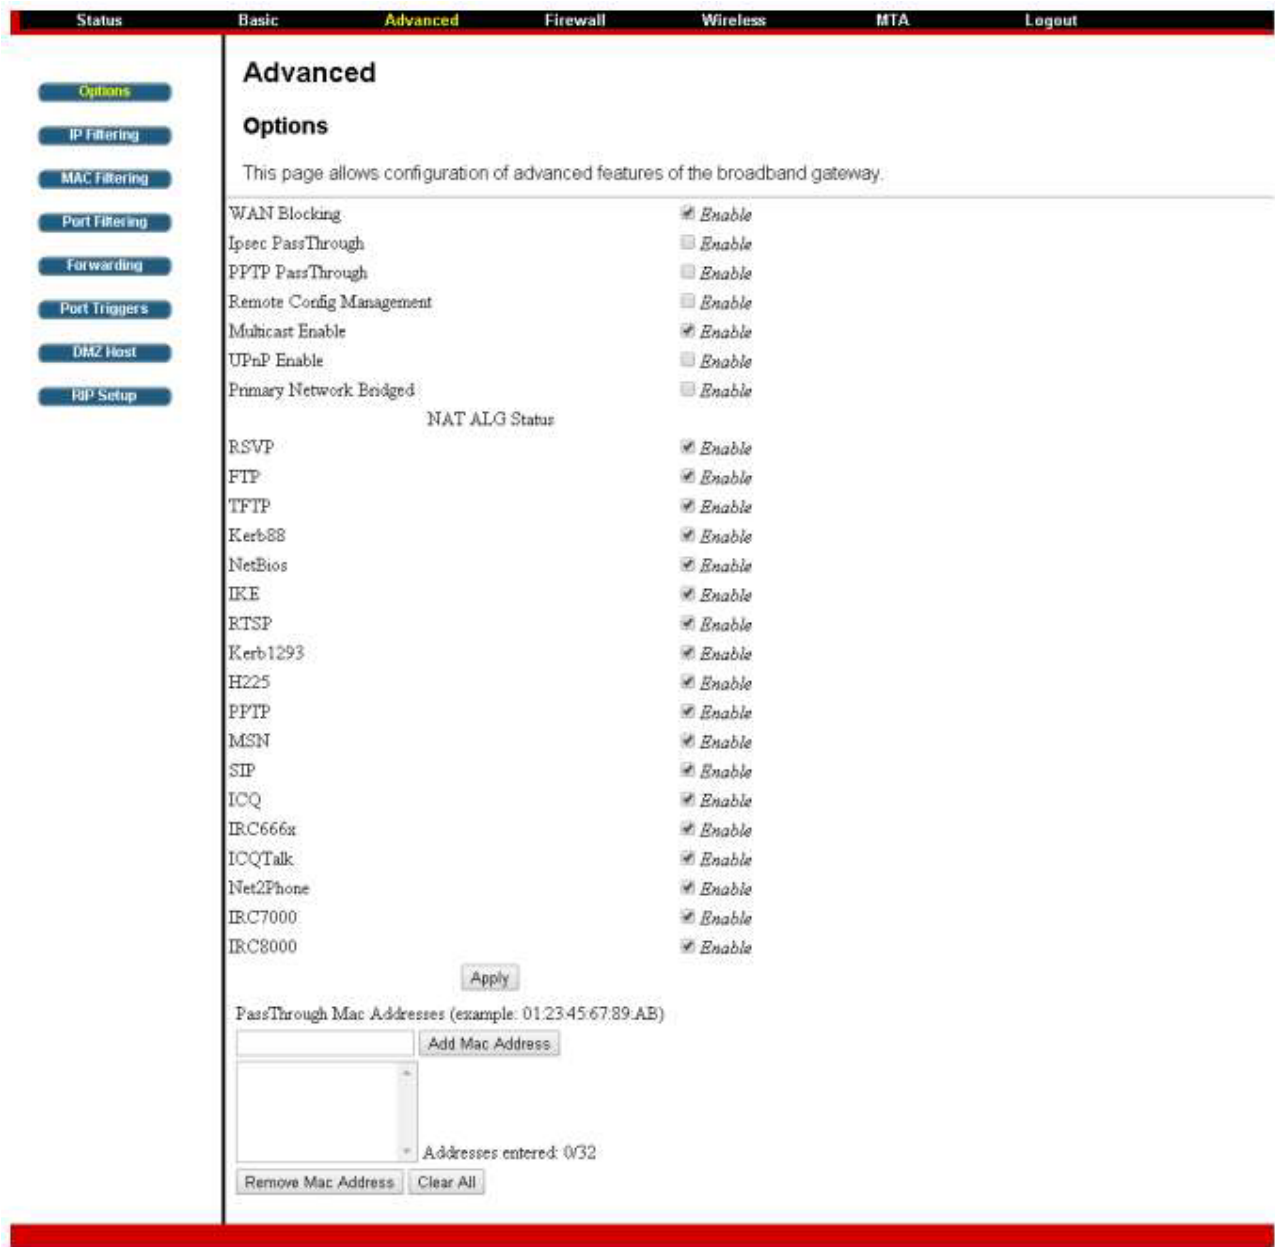 Status Basic Advanced Firewall Wireless MTA Logout
Options
IP Filtering
MAC Filtering
Port Filtering
Forwarding
Port Triggers
DMZ Host
RIP Setup
Advanced
Options
This page allows configuration of advanced features of the broadband gateway.
WAN Blocking Enable
Ipsec PassThrough Enable
PPTP PassThrough Enable
Remote Config Management Enable
Multicast Enable Enable
UPnP Enable Enable
Primary Network Bridged Enable
NAT ALG Status
RSVP Enable
FTP Enable
TFTP Enable
Kerb88 Enable
NetBios Enable
IKE Enable
RTSP Enable
Kerb1293 Enable
H225 Enable
PPTP Enable
MSN Enable
SIP Enable
ICQ Enable
IRC666x Enable
ICQTalk Enable
Net2Phone Enable
IRC7000 Enable
IRC8000 Enable
Apply
PassThrough Mac Addresses (example: 01:23:45:67:89:AB)
Add Mac Address
Addresses entered: 0/32
Remove Mac Address Clear All